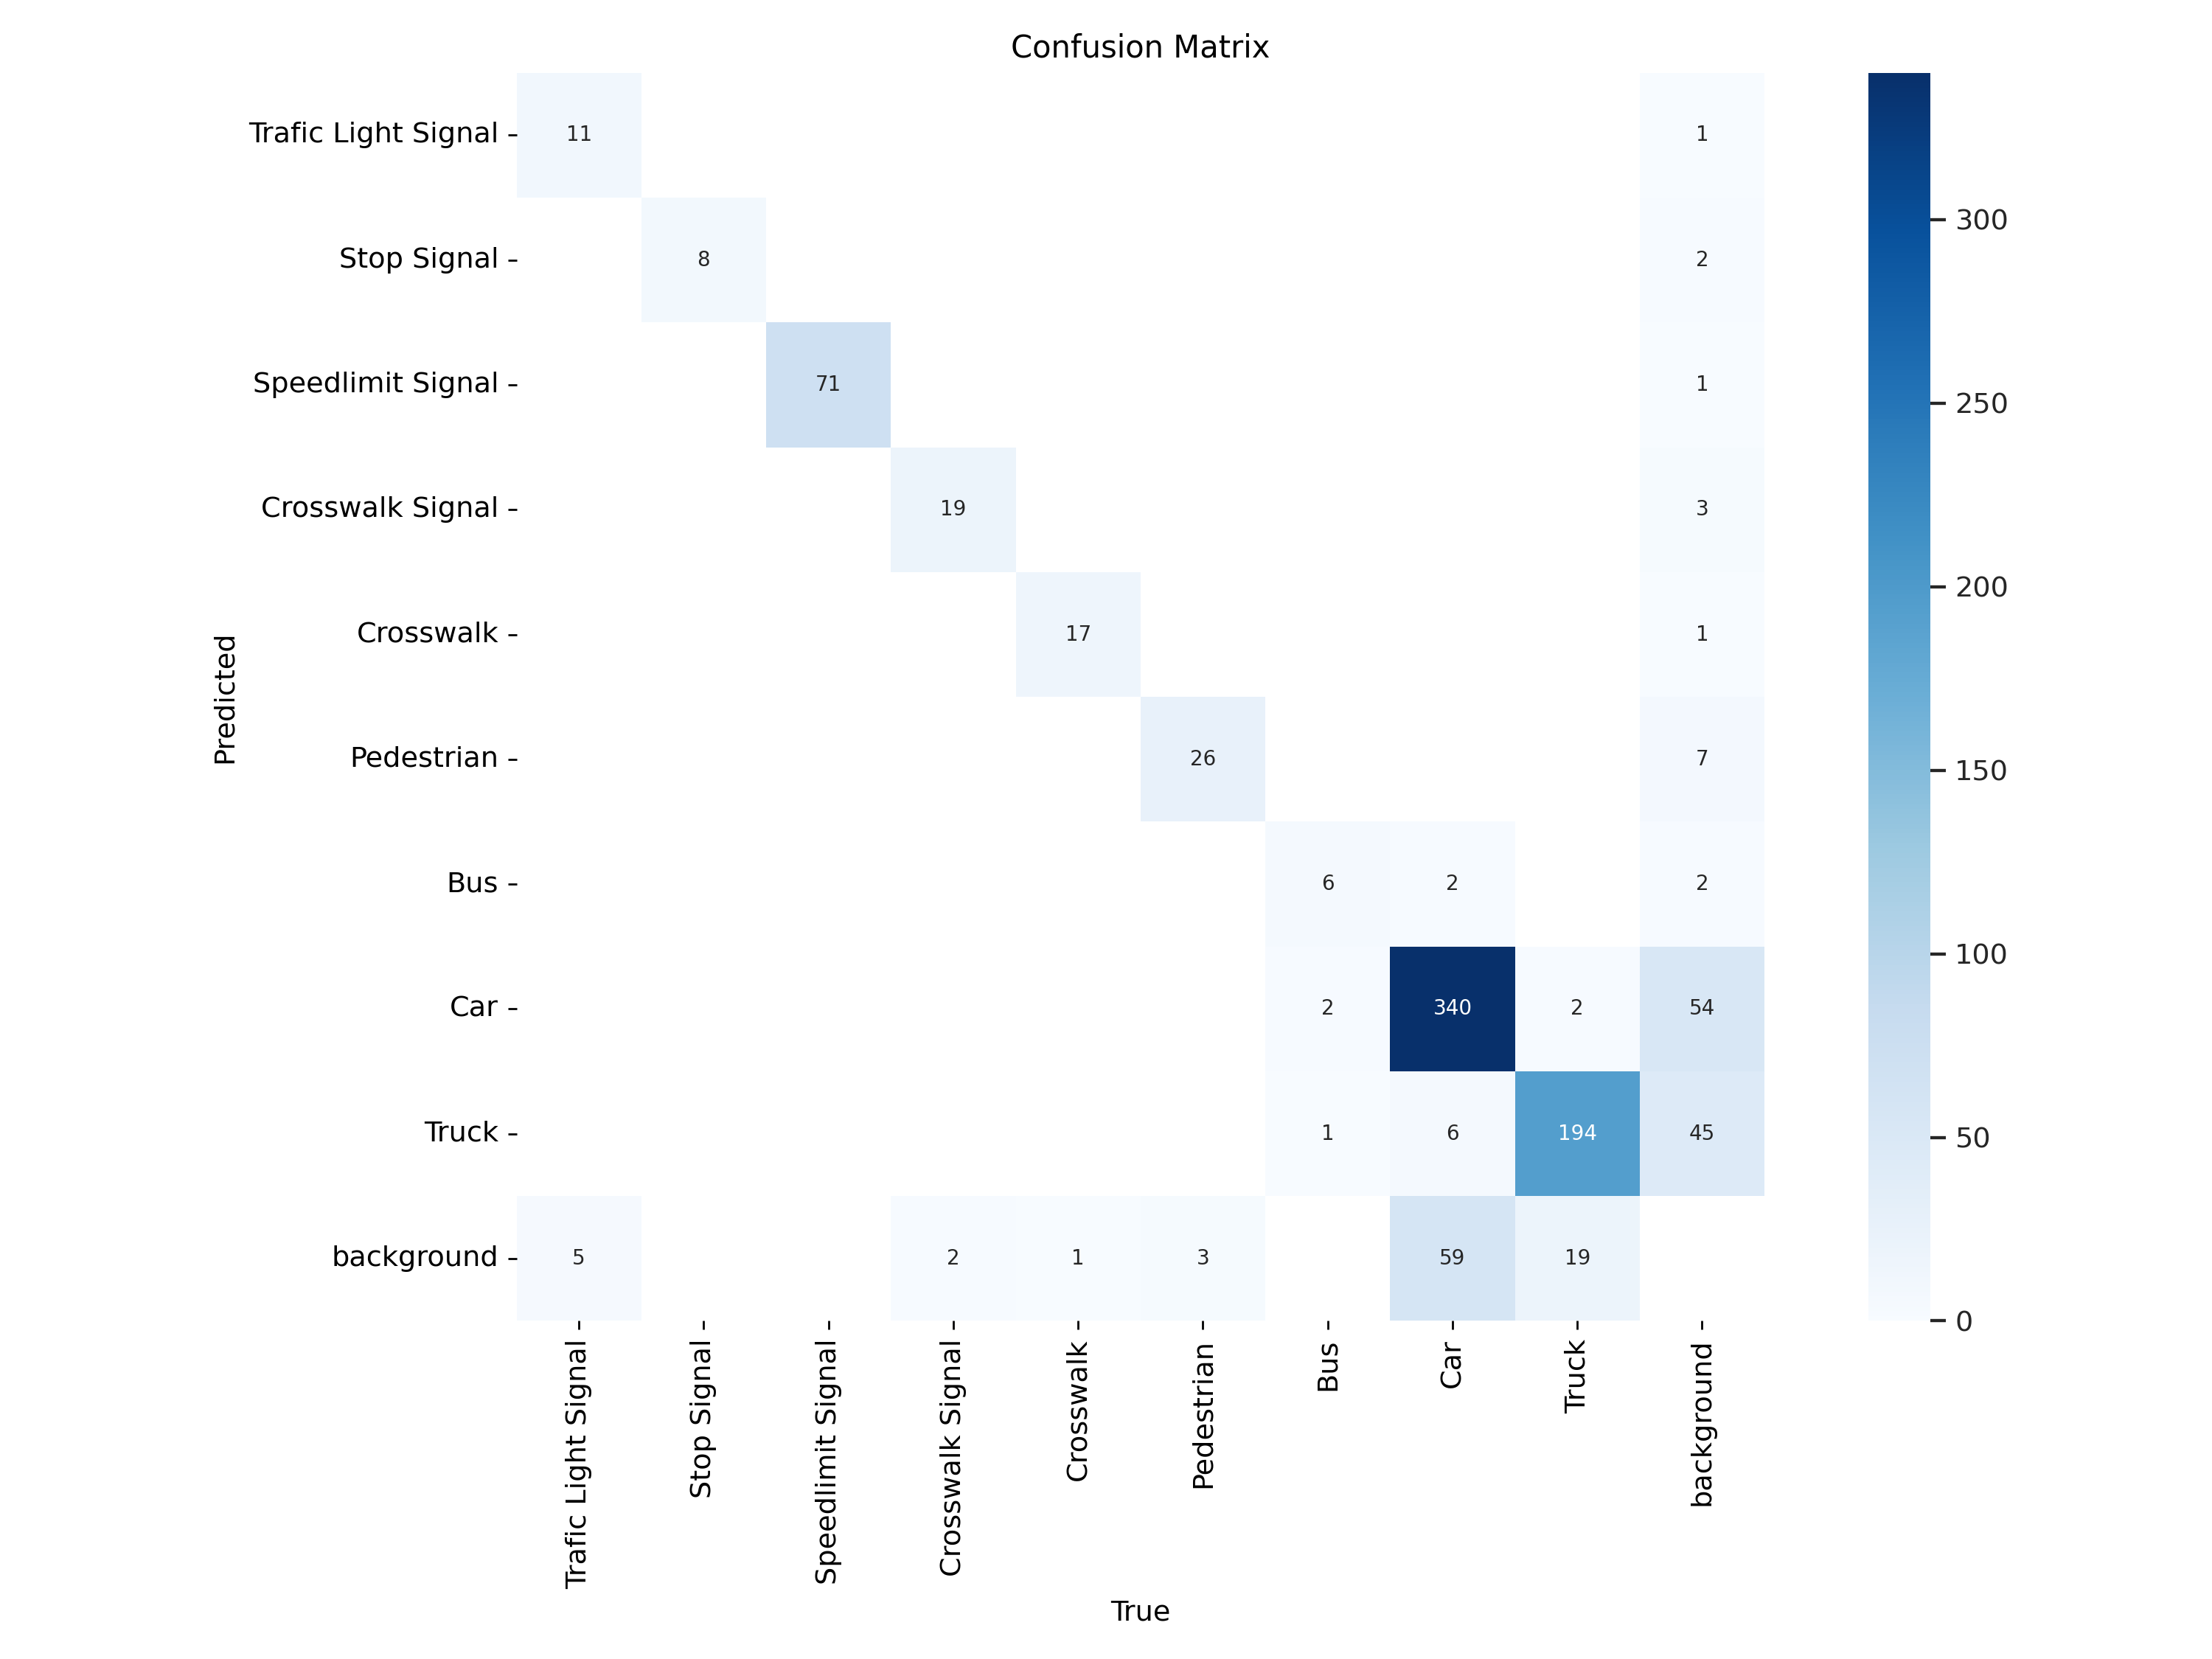 Confusion Matrix
Trafic Light Signal 11 1
Stop Signal 8 2
Speedlimit Signal 71 1
Crosswalk Signal 19 3
Crosswalk 17 1
Pedestrian 26 7
Bus 6 2 2
Car 2 340 2 54
Truck 1 6 194 45
background 5 2 1 3 59 19
Predicted
Trafic Light Signal
Stop Signal
Speedlimit Signal
Crosswalk Signal
Crosswalk
Pedestrian
Bus
Car
Truck
background
True
300
250
200
150
100
50
0